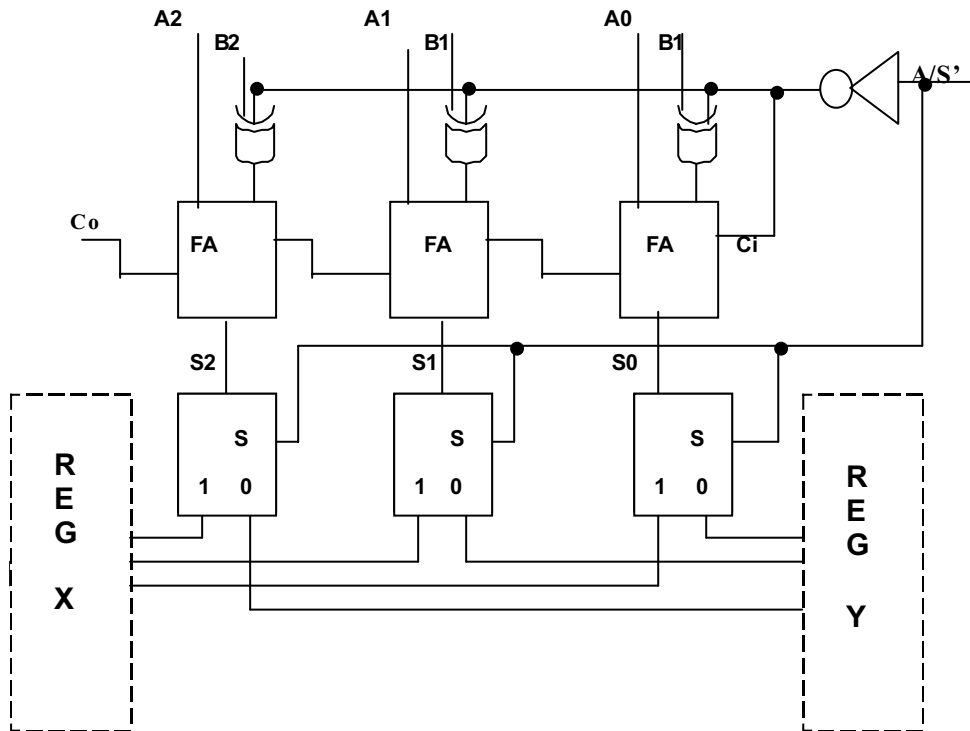 A2 A1 A0
B2 B1 B1
A/S’
Co FA FA FA Ci
S2 S1 S0
S S S
1 0 1 0 1 0
R
E
G
X
R
E
G
Y